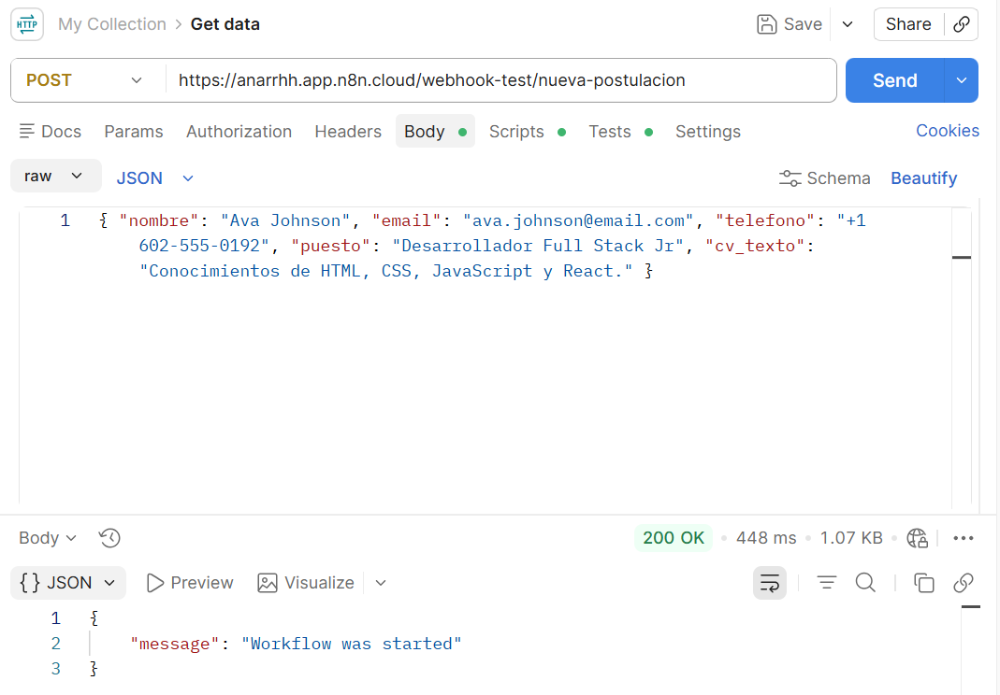 HTTP My Collection > Get data Save Share
POST https://anarrhh.app.n8n.cloud/webhook-test/nueva-postulacion Send
Docs Params Authorization Headers Body Scripts Tests Settings Cookies
raw JSON Schema Beautify
1 { "nombre": "Ava Johnson", "email": "ava.johnson@email.com", "telefono": "+1
602-555-0192", "puesto": "Desarrollador Full Stack Jr", "cv_texto":
"Conocimientos de HTML, CSS, JavaScript y React." }
Body 200 OK 448 ms 1.07 KB
{} JSON Preview Visualize
1 {
2 "message": "Workflow was started"
3 }